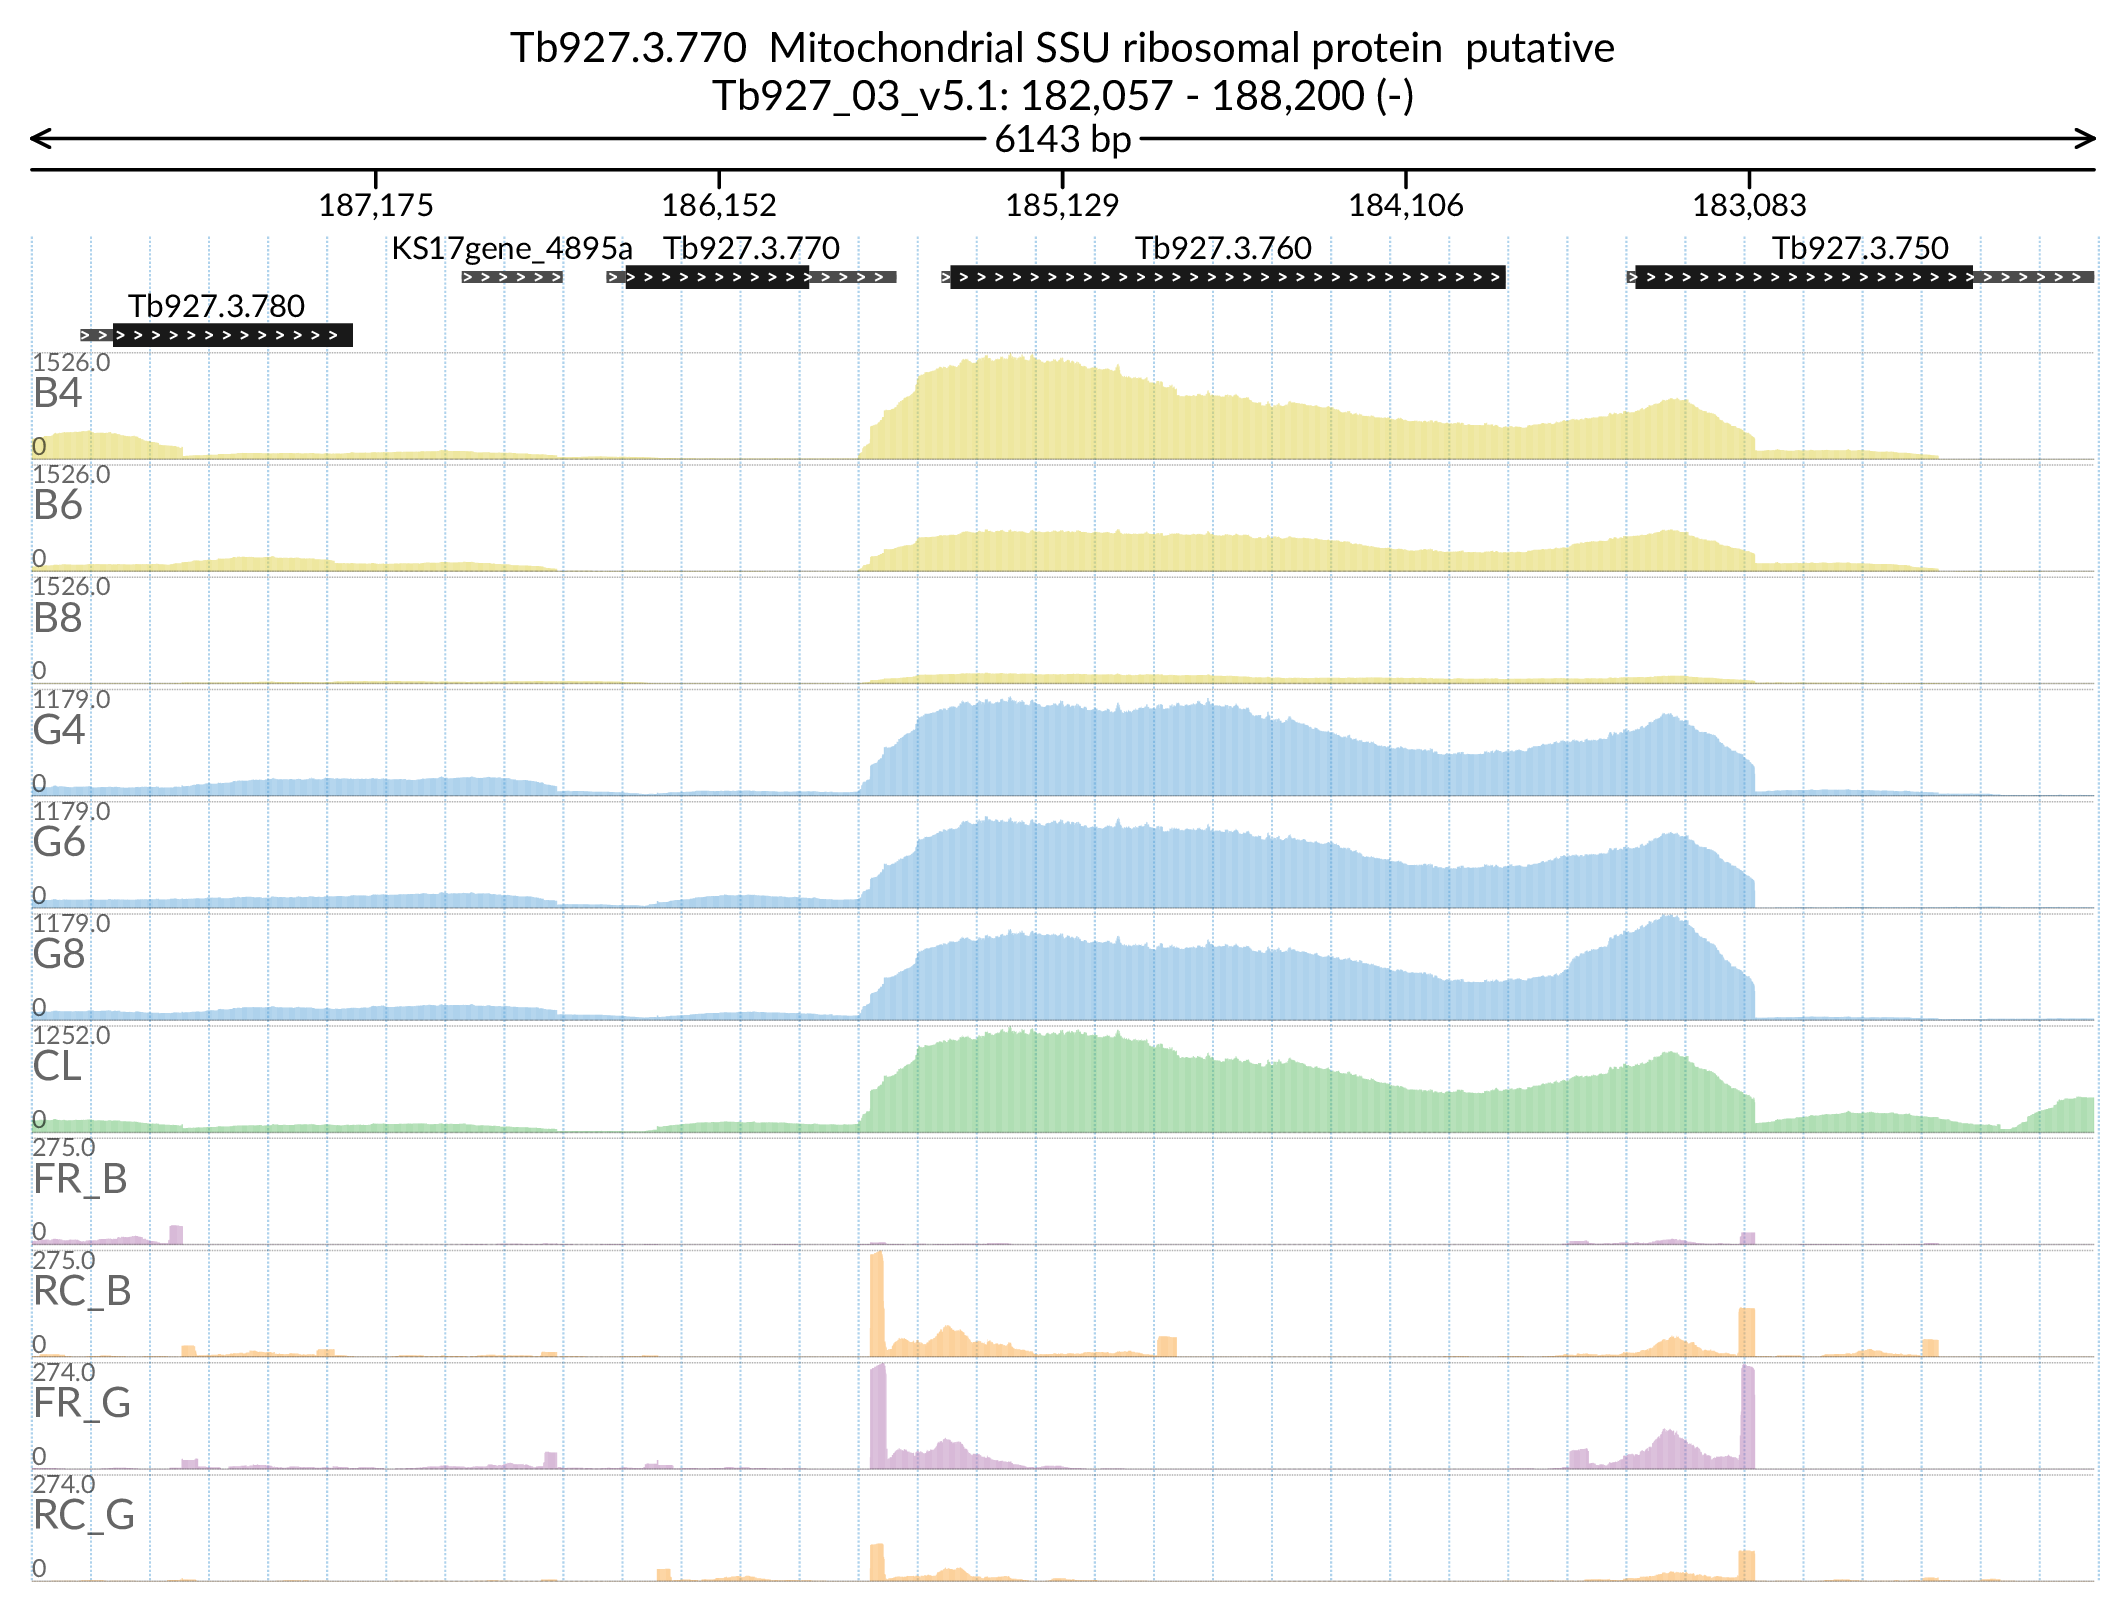 Tb927.3.770  Mitochondrial SSU ribosomal protein  putative
Tb927_03_v5.1: 182,057 - 188,200 (-)
6143 bp
187,175 186,152 185,129 184,106 183,083
KS17gene_4895a Tb927.3.770 Tb927.3.760 Tb927.3.750
Tb927.3.780
1526.0
B4
0
1526.0
B6
0
1526.0
B8
0
1179.0
G4
0
1179.0
G6
0
1179.0
G8
0
1252.0
CL
0
275.0
FR_B
0
275.0
RC_B
0
274.0
FR_G
0
274.0
RC_G
0